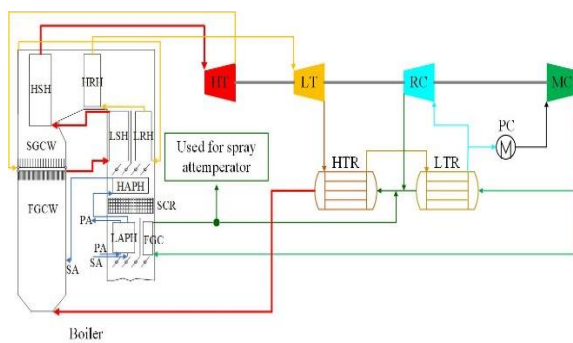 HSH
HRH
HT
LT
RC
MC
PC
M
LSH
LRH
SGCW
Used for spray
attemperator
HTR
LTR
HAPH
SCR
FGCW
PA
LAPH
FGC
PA
SA
SA
Boiler